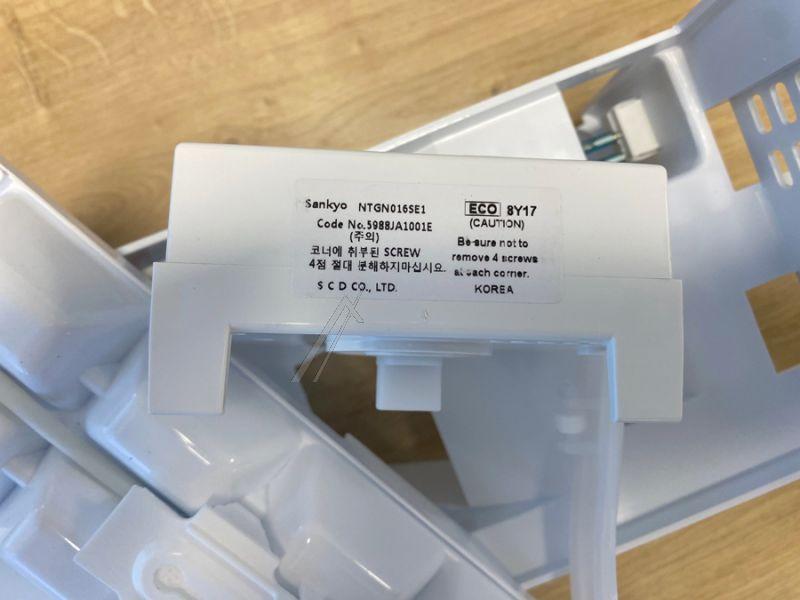 Sankyo NTGN016SE1
Code No.5988JA1001E
(주의)
코너에 취부된 SCREW
4점 절대 분해하지마십시요.
S C D CO., LTD.
ECO 8Y17
(CAUTION)
Be sure not to
remove 4 screws
at each corner.
KOREA